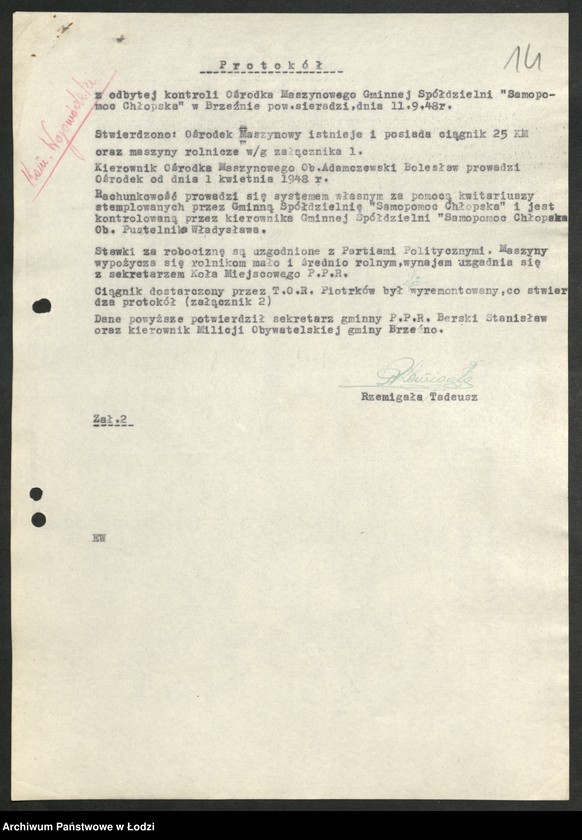 14
P r o t o k ó ł
z odbytej kontroli Ośrodka Maszynowego Gminnej Spółdzielni "Samopo-
moc Chłopska" w Brzeźnie pow.sieradzi,dnia 11.9.48r.
Stwierdzono: Ośrodek Maszynowy istnieje i posiada ciągnik 25 KM
oraz maszyny rolnicze w/g załącznika 1.
Kierownik Ośrodka Maszynowego Ob.Adamczewski Bolesław prowadzi
Ośrodek od dnia 1 kwietnia 1948 r.
Rachunkowość prowadzi się systemem własnym za pomocą kwitariuszy
stemplowanych przez Gminną Spółdzielnię "Samopomoc Chłopska" i jest
kontrolowaną przez kierownika Gminnej Spółdzielni "Samopomoc Chłopska
Ob. Pustelnika Władysława.
Stawki za robociznę są uzgodnione z Partiami Politycznymi. Maszyny
wypożycza się rolnikom mało i średnio rolnym,wynajem uzgadnia się
z sekretarzem Koła Miejscowego P.P.R.
Ciągnik dostarczony przez T.O.R. Piotrków był wyremontowany,co stwier
dza protokół (załącznik 2)
Dane powyższe potwierdził sekretarz gminny P.P.R. Berski Stanisław
oraz kierownik Milicji Obywatelskiej gminy Brzeźno.
Rzemigała Tadeusz
Zał.2
EW
Archiwum Państwowe w Łodzi